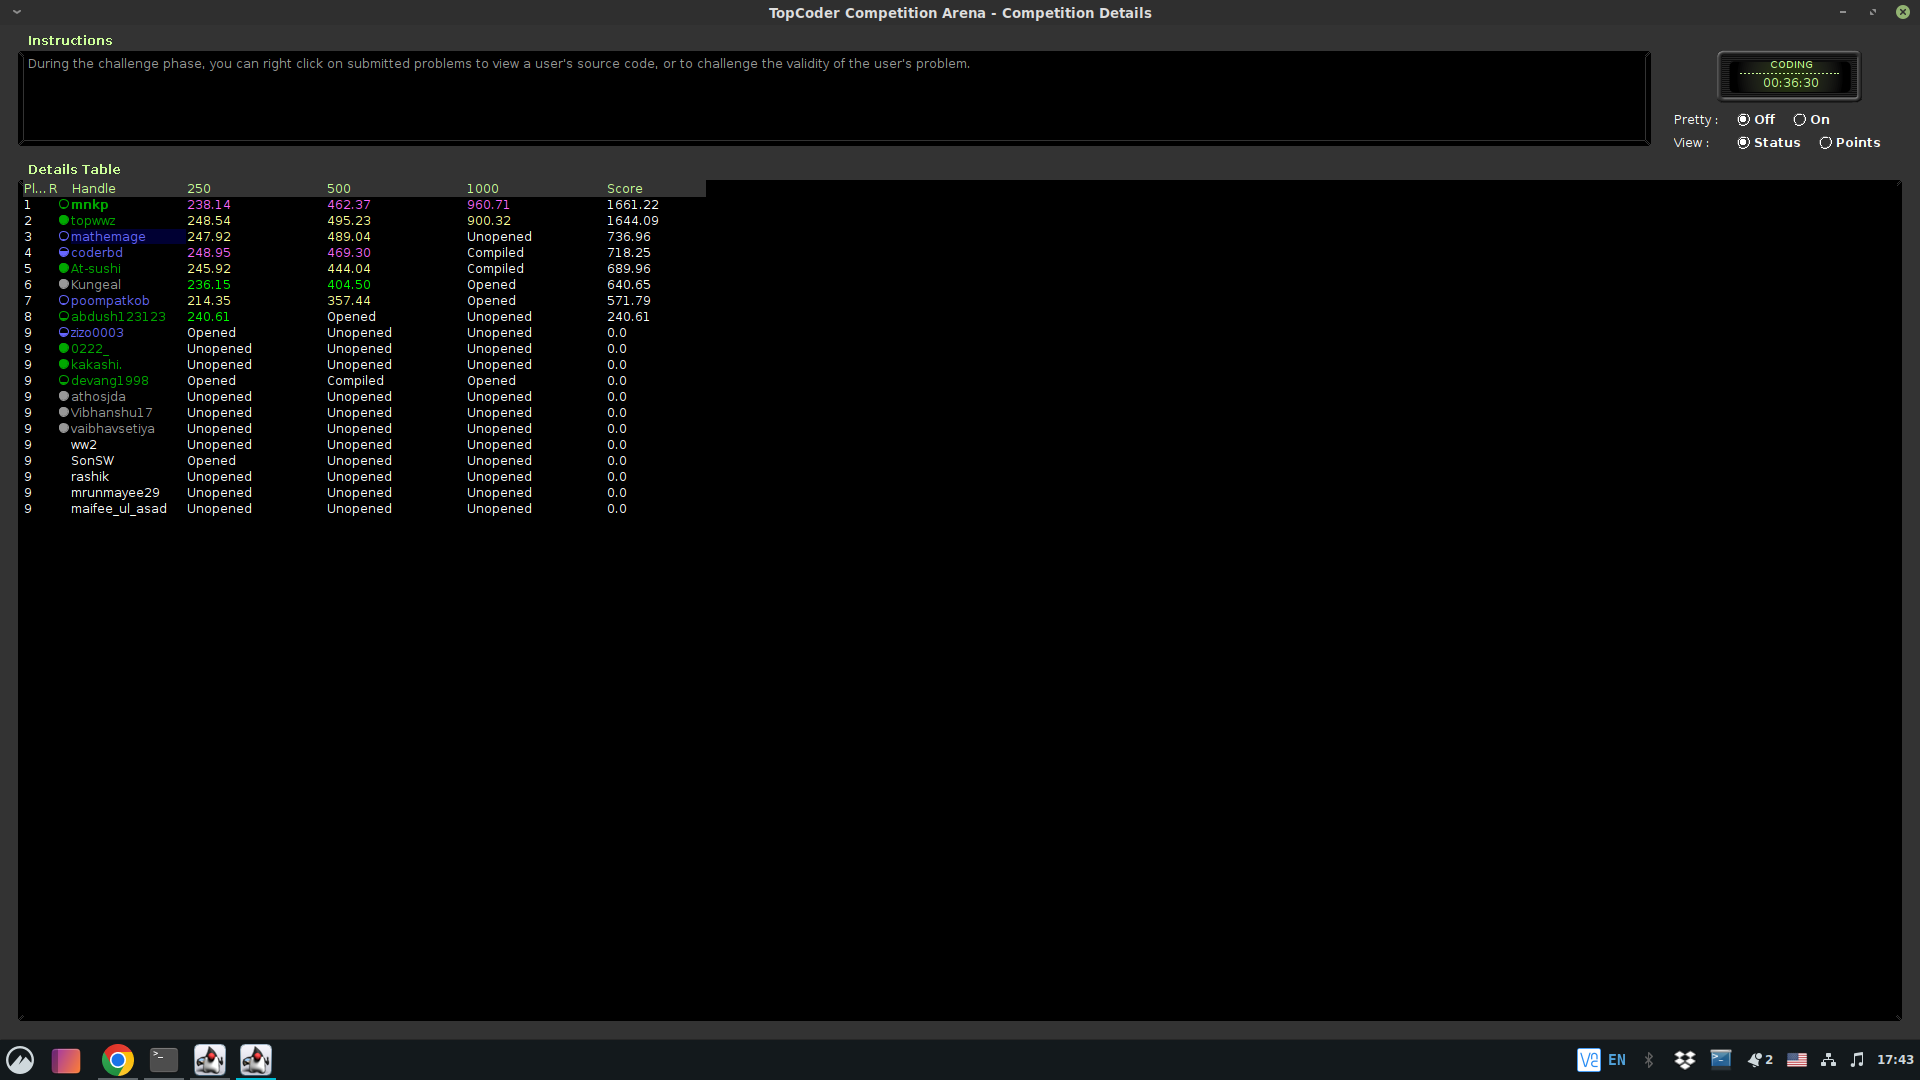 TopCoder Competition Arena - Competition Details
Instructions
During the challenge phase, you can right click on submitted problems to view a user's source code, or to challenge the validity of the user's problem.
CODING
00:36:30
Pretty : Off On
View : Status Points
Details Table
Pl... R Handle 250 500 1000 Score
1 mnkp 238.14 462.37 960.71 1661.22
2 topwwz 248.54 495.23 900.32 1644.09
3 mathemage 247.92 489.04 Unopened 736.96
4 coderbd 248.95 469.30 Compiled 718.25
5 At-sushi 245.92 444.04 Compiled 689.96
6 Kungeal 236.15 404.50 Opened 640.65
7 poompatkob 214.35 357.44 Opened 571.79
8 abdush123123 240.61 Opened Unopened 240.61
9 zizo0003 Opened Unopened Unopened 0.0
9 0222_ Unopened Unopened Unopened 0.0
9 kakashi. Unopened Unopened Unopened 0.0
9 devang1998 Opened Compiled Opened 0.0
9 athosjda Unopened Unopened Unopened 0.0
9 Vibhanshu17 Unopened Unopened Unopened 0.0
9 vaibhavsetiya Unopened Unopened Unopened 0.0
9 ww2 Unopened Unopened Unopened 0.0
9 SonSW Opened Unopened Unopened 0.0
9 rashik Unopened Unopened Unopened 0.0
9 mrunmayee29 Unopened Unopened Unopened 0.0
9 maifee_ul_asad Unopened Unopened Unopened 0.0
EN 2 17:43